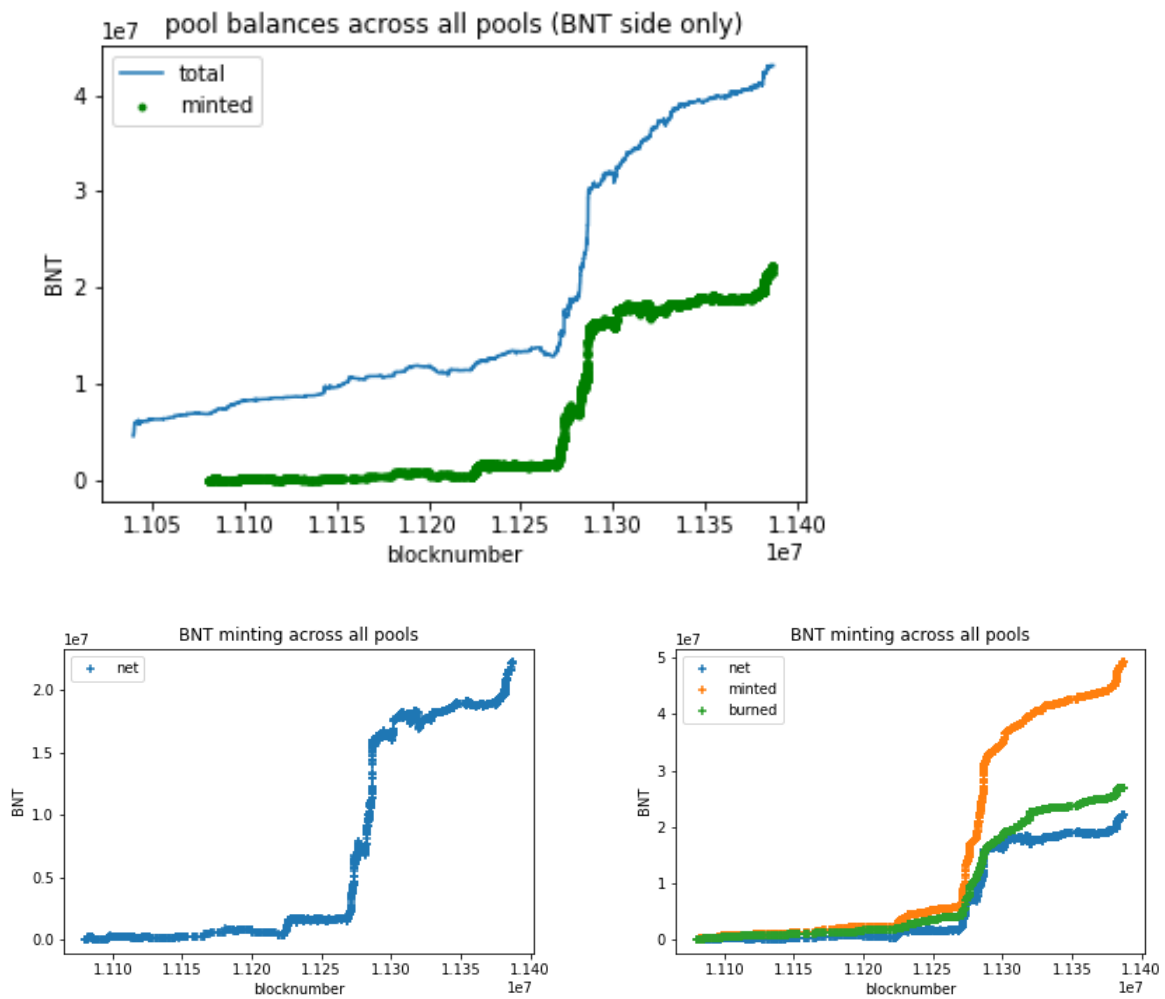 pool balances across all pools (BNT side only)
1e7
total
minted
4
3
2
1
0
BNT
1.105 1.110 1.115 1.120 1.125 1.130 1.135 1.140
blocknumber
1e7
BNT minting across all pools
1e7
net
2.0
1.5
1.0
0.5
0.0
BNT
1.110 1.115 1.120 1.125 1.130 1.135 1.140
blocknumber
1e7
BNT minting across all pools
1e7
net
minted
burned
5
4
3
2
1
0
BNT
1.110 1.115 1.120 1.125 1.130 1.135 1.140
blocknumber
1e7